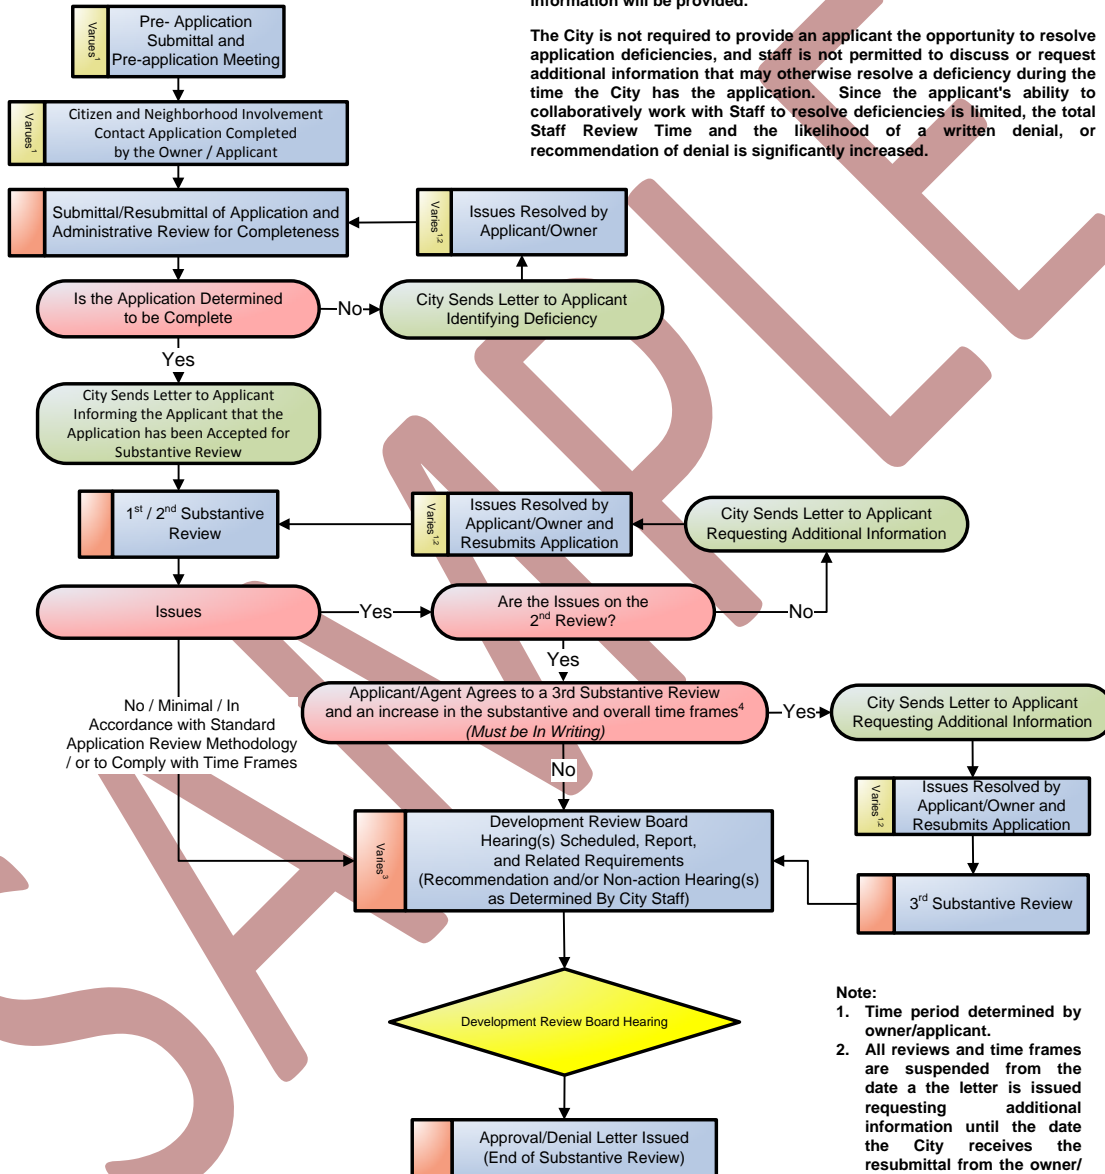 information will be provided.
The City is not required to provide an applicant the opportunity to resolve
application deficiencies, and staff is not permitted to discuss or request
additional information that may otherwise resolve a deficiency during the
time the City has the application. Since the applicant's ability to
collaboratively work with Staff to resolve deficiencies is limited, the total
Staff Review Time and the likelihood of a written denial, or
recommendation of denial is significantly increased.
Varues1
Pre- Application
Submittal and
Pre-application Meeting
Varues1
Citizen and Neighborhood Involvement
Contact Application Completed
by the Owner / Applicant
Submittal/Resubmittal of Application and
Administrative Review for Completeness
Varies1,2
Issues Resolved by
Applicant/Owner
Is the Application Determined
to be Complete
No
City Sends Letter to Applicant
Identifying Deficiency
Yes
City Sends Letter to Applicant
Informing the Applicant that the
Application has been Accepted for
Substantive Review
1st / 2nd Substantive
Review
Varies1,2
Issues Resolved by
Applicant/Owner and
Resubmits Application
City Sends Letter to Applicant
Requesting Additional Information
Issues
Yes
Are the Issues on the
2nd Review?
No
Yes
No / Minimal / In
Accordance with Standard
Application Review Methodology
/ or to Comply with Time Frames
Applicant/Agent Agrees to a 3rd Substantive Review
and an increase in the substantive and overall time frames4
(Must be In Writing)
Yes
City Sends Letter to Applicant
Requesting Additional Information
No
Varies1,2
Issues Resolved by
Applicant/Owner and
Resubmits Application
Varies3
Development Review Board
Hearing(s) Scheduled, Report,
and Related Requirements
(Recommendation and/or Non-action Hearing(s)
as Determined By City Staff)
3rd Substantive Review
Development Review Board Hearing
Approval/Denial Letter Issued
(End of Substantive Review)
Note:
1. Time period determined by
owner/applicant.
2. All reviews and time frames
are suspended from the
date a the letter is issued
requesting additional
information until the date
the City receives the
resubmittal from the owner/
SAMPLE